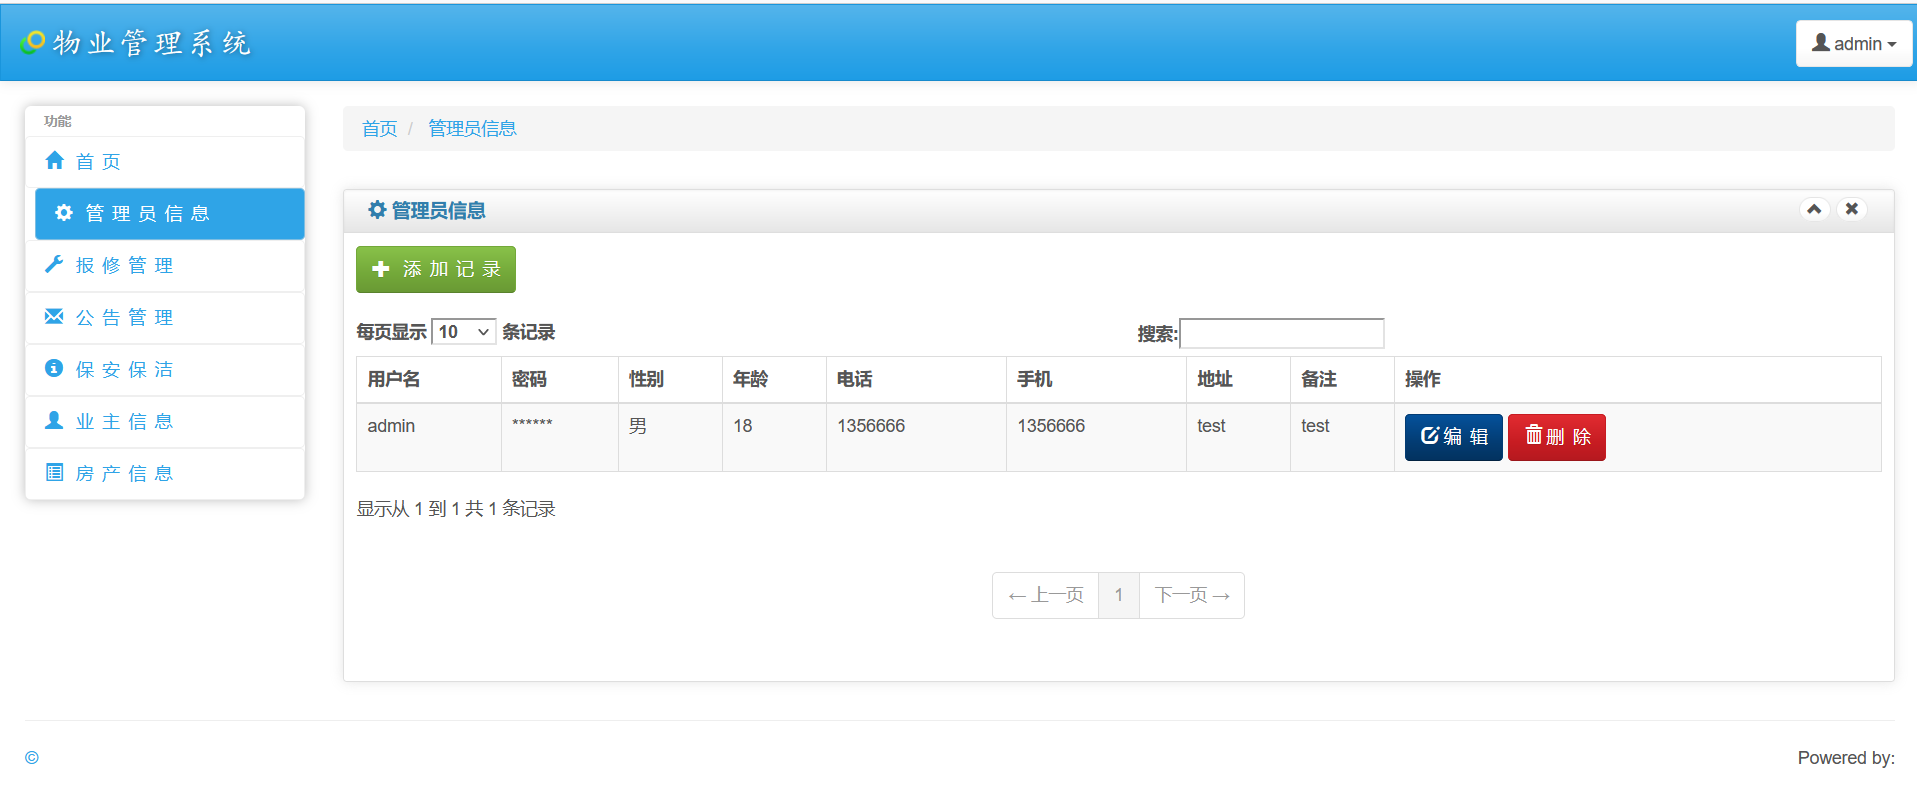 物业管理系统
admin
功能
首页
管理员信息
报修管理
公告管理
保安保洁
业主信息
房产信息
首页 / 管理员信息
管理员信息
添加记录
每页显示 10 条记录 搜索:
用户名 密码 性别 年龄 电话 手机 地址 备注 操作
admin ****** 男 18 1356666 1356666 test test 编辑 删除
显示从 1 到 1 共 1 条记录
← 上一页 1 下一页 →
© Powered by: